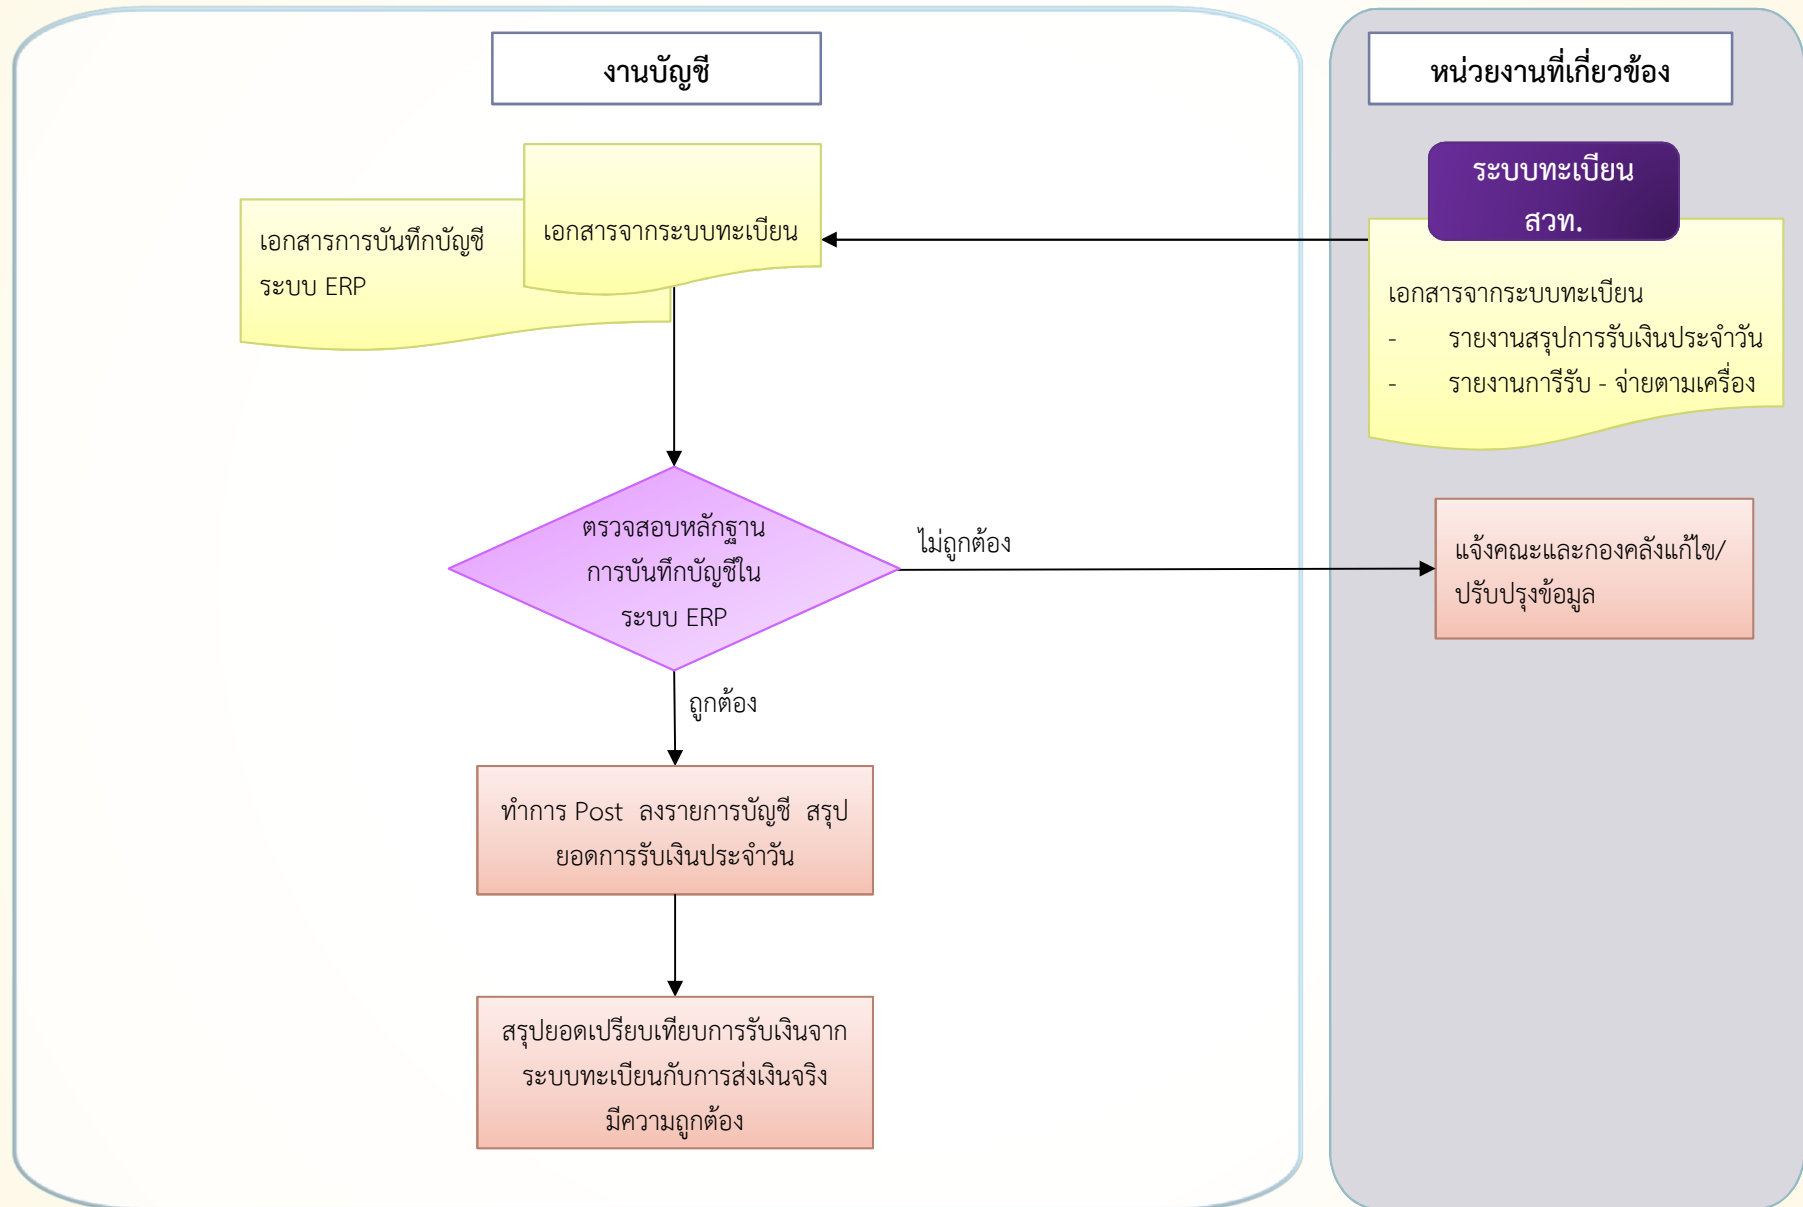 งานบัญชี
หน่วยงานที่เกี่ยวข้อง
ระบบทะเบียน
สวท.
เอกสารการบันทึกบัญชี
ระบบ ERP
เอกสารจากระบบทะเบียน
เอกสารจากระบบทะเบียน
- รายงานสรุปการรับเงินประจำวัน
- รายงานการีรับ - จ่ายตามเครื่อง
ตรวจสอบหลักฐาน
การบันทึกบัญชีใน
ระบบ ERP
ไม่ถูกต้อง
แจ้งคณะและกองคลังแก้ไข/
ปรับปรุงข้อมูล
ถูกต้อง
ทำการ Post ลงรายการบัญชี สรุป
ยอดการรับเงินประจำวัน
สรุปยอดเปรียบเทียบการรับเงินจาก
ระบบทะเบียนกับการส่งเงินจริง
มีความถูกต้อง